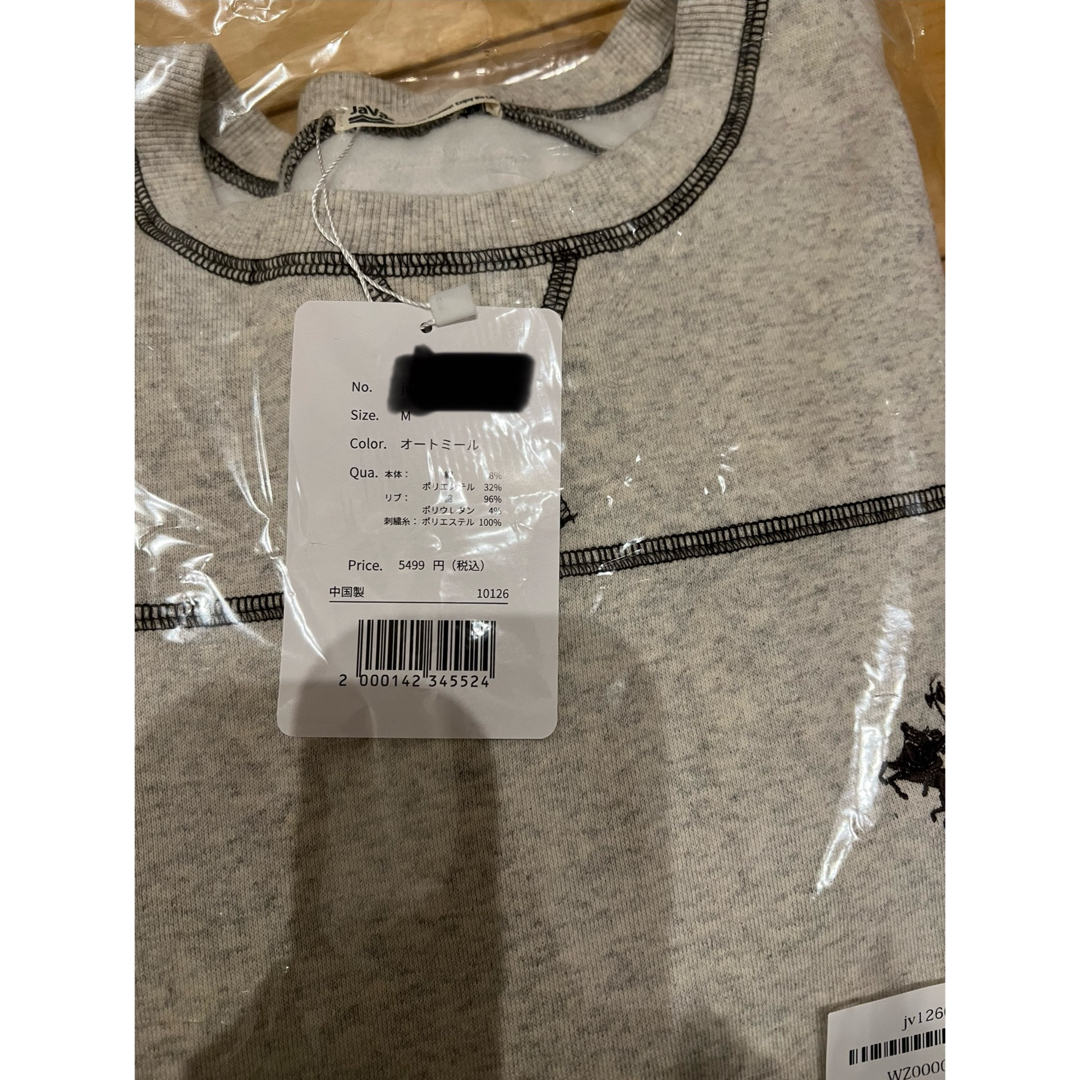 JaVa
No.
Size. M
Color. オートミール
Qua. 本体： 8%
ポリエステル 32%
リブ： 96%
ポリウレタン 4%
刺繍糸： ポリエステル 100%
Price. 5499 円（税込）
中国製 10126
2 000142 345524
jv126
WZ0000